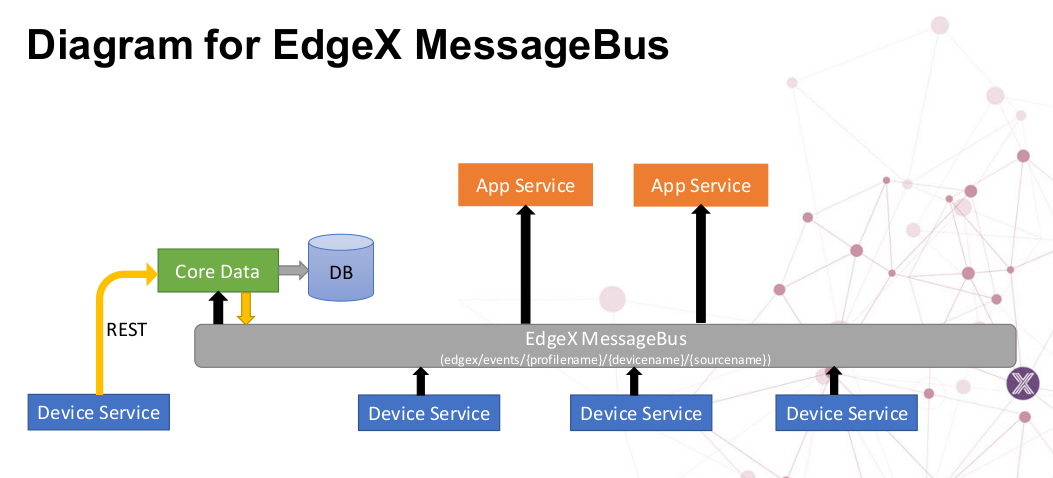 Diagram for EdgeX MessageBus
App Service
App Service
Core Data
DB
REST
EdgeX MessageBus
(edgex/events/{profilename}/{devicename}/{sourcename})
Device Service
Device Service
Device Service
Device Service